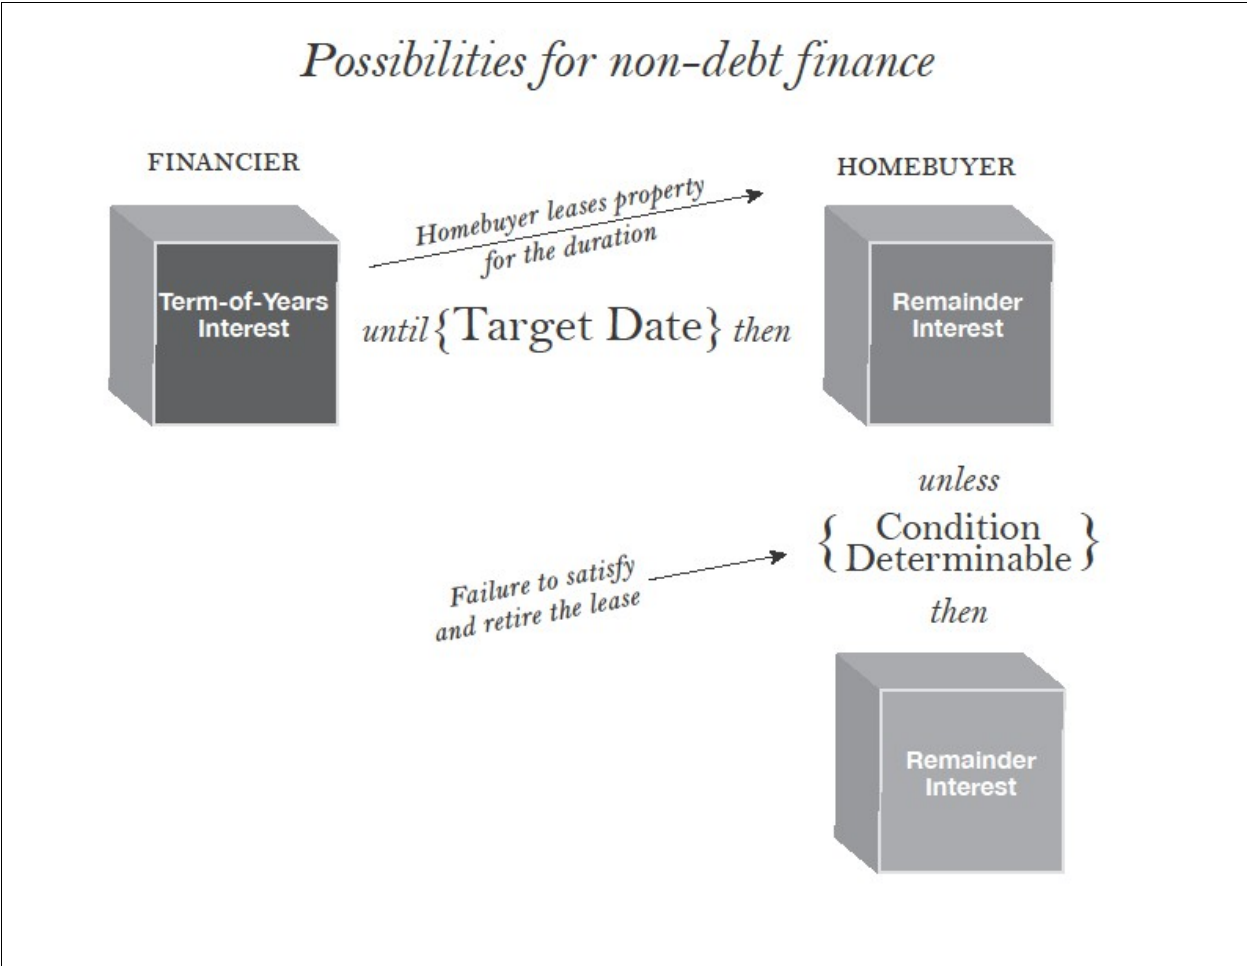 Possibilities for non-debt finance
FINANCIER
HOMEBUYER
Homebuyer leases property
for the duration
Term-of-Years
Interest
until {Target Date} then
Remainder
Interest
unless
{ Condition
Determinable }
then
Failure to satisfy
and retire the lease
Remainder
Interest